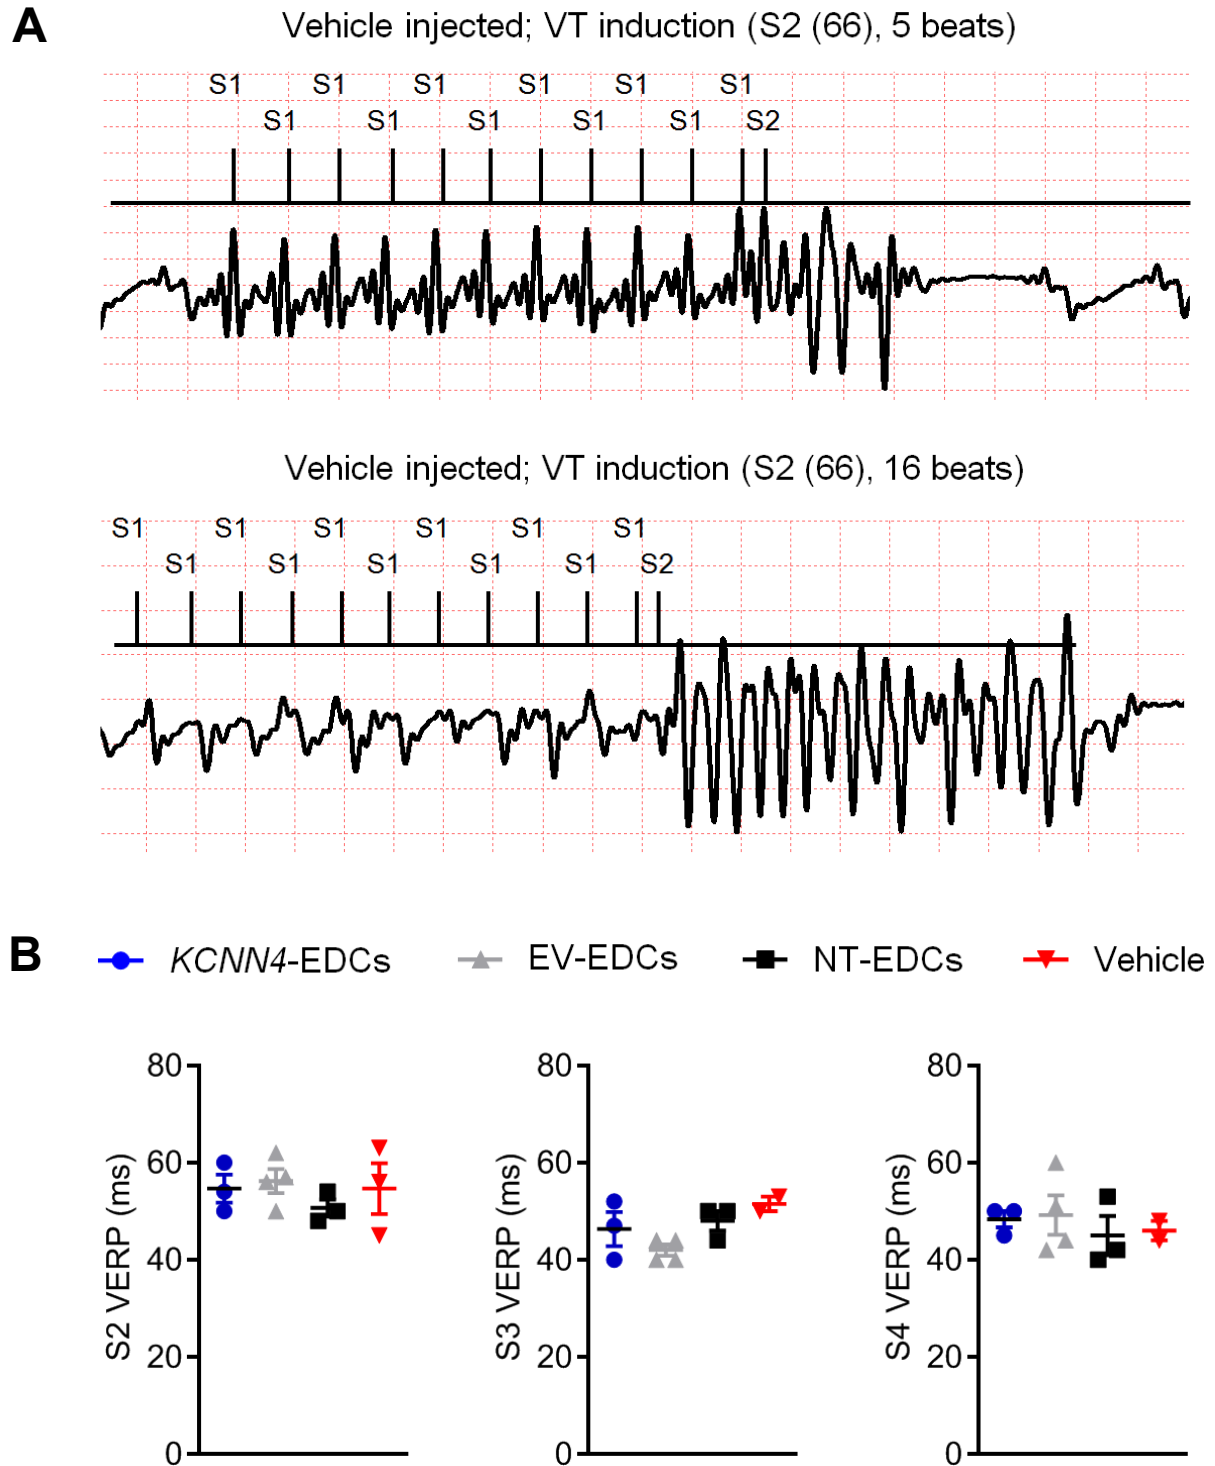 A
Vehicle injected; VT induction (S2 (66), 5 beats)
S1 S1 S1 S1 S1 S1
S1 S1 S1 S1 S1 S2
Vehicle injected; VT induction (S2 (66), 16 beats)
S1 S1 S1 S1 S1 S1
S1 S1 S1 S1 S1 S2
B
KCNN4-EDCs EV-EDCs NT-EDCs Vehicle
S2 VERP (ms)
80
60
40
20
0
S3 VERP (ms)
80
60
40
20
0
S4 VERP (ms)
80
60
40
20
0